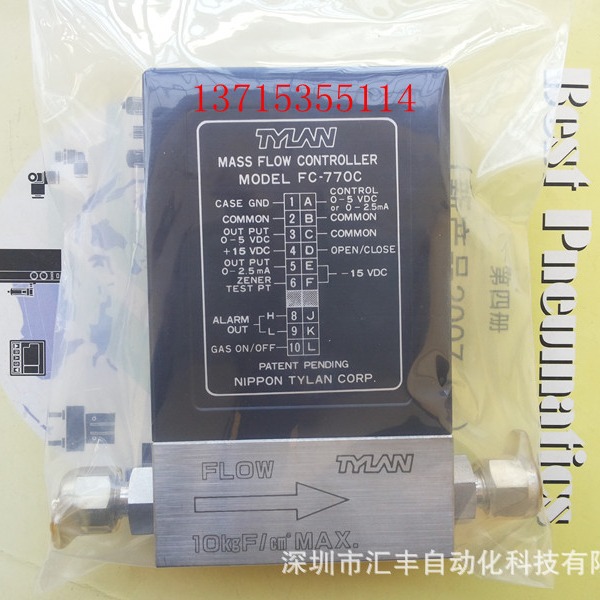 13715355114
TYLAN
MASS FLOW CONTROLLER
MODEL FC-770C
CASE GND 1 A CONTROL 0-5 VDC or 0-2.5mA
COMMON 2 B COMMON
OUT PUT 0-5 VDC 3 C COMMON
+15 VDC 4 D OPEN/CLOSE
OUT PUT 0-2.5mA 5 E -15 VDC
ZENER TEST PT 6 F
ALARM OUT H 8 J
L 9 K
GAS ON/OFF 10 L
PATENT PENDING
NIPPON TYLAN CORP.
FLOW TYLAN
10kgF/cm² MAX.
Best Pneumatics
2007
第四册
深圳市汇丰自动化科技有限